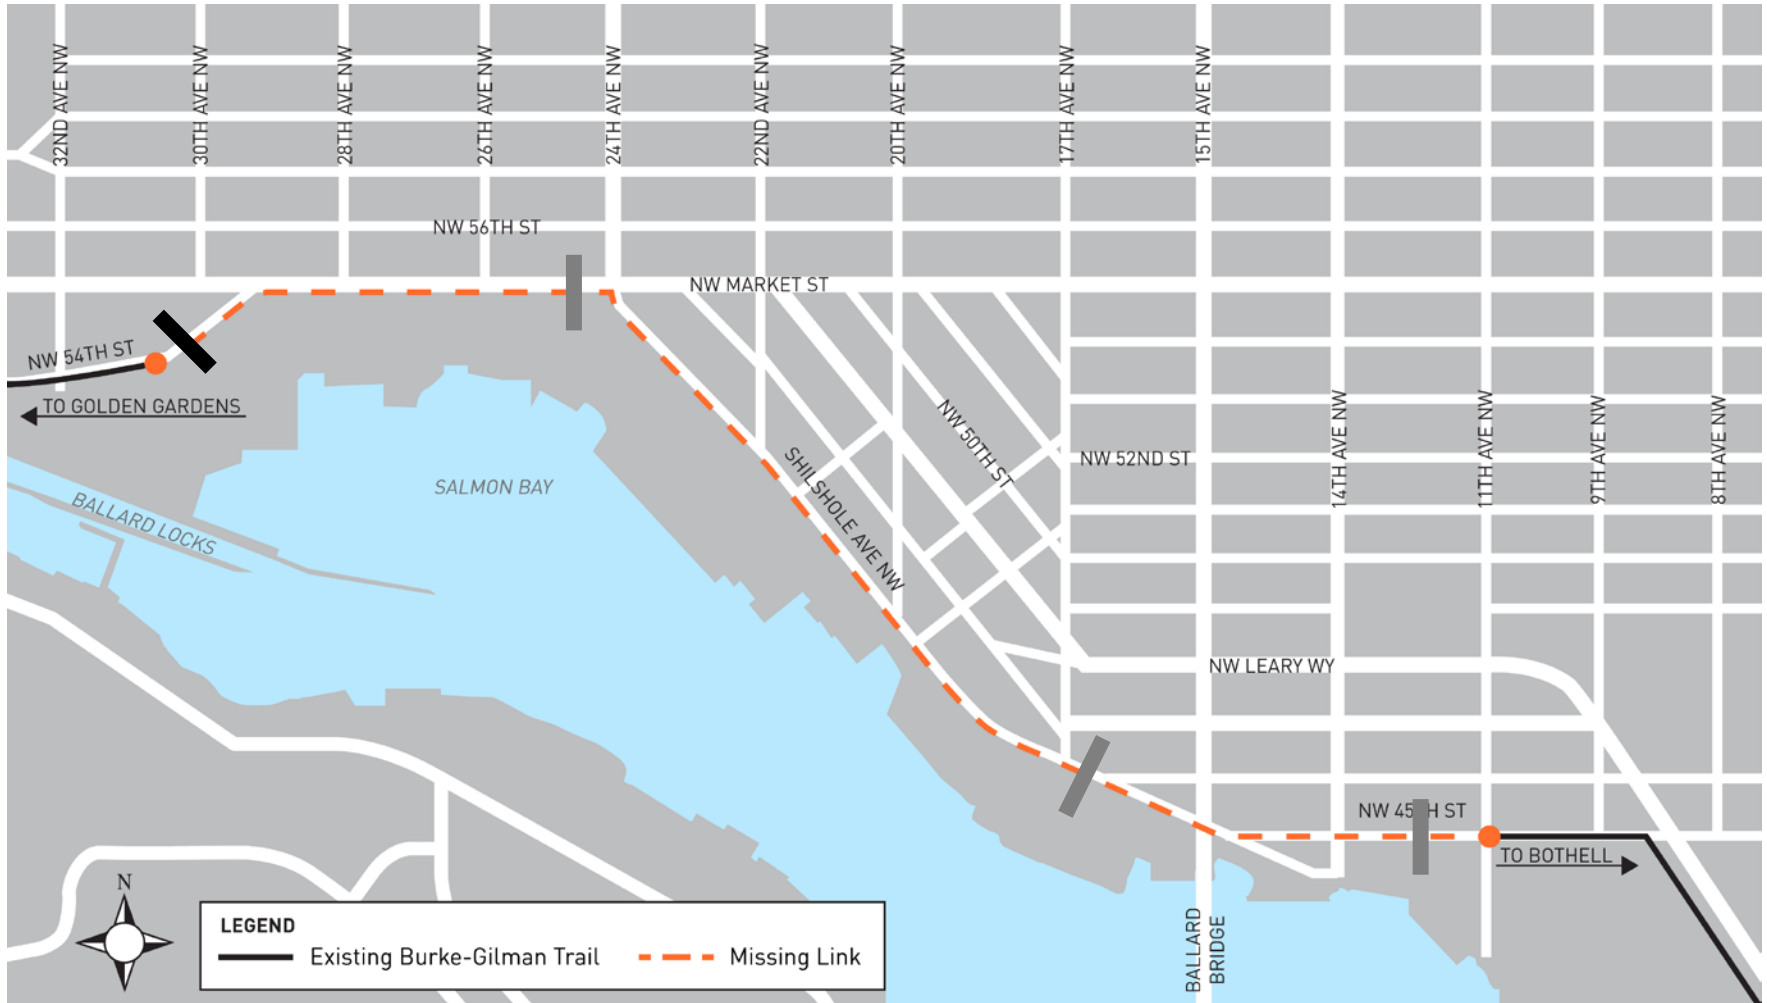 32ND AVE NW
30TH AVE NW
28TH AVE NW
26TH AVE NW
24TH AVE NW
22ND AVE NW
20TH AVE NW
17TH AVE NW
15TH AVE NW
NW 56TH ST
NW MARKET ST
NW 54TH ST
TO GOLDEN GARDENS
SALMON BAY
BALLARD LOCKS
SHILSHOLE AVE NW
NW 50TH ST
NW 52ND ST
14TH AVE NW
11TH AVE NW
9TH AVE NW
8TH AVE NW
NW LEARY WY
NW 45TH ST
TO BOTHELL
BALLARD
BRIDGE
N
LEGEND
Existing Burke-Gilman Trail
Missing Link